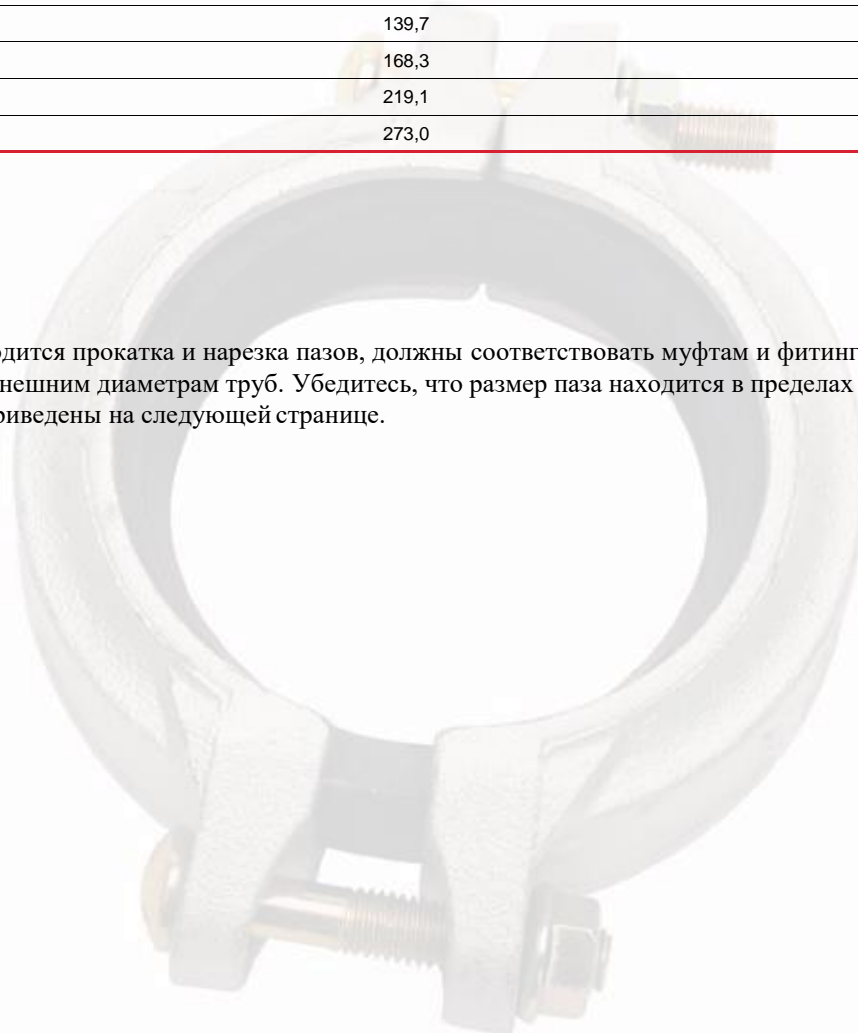 139,7
168,3
219,1
273,0
одится прокатка и нарезка пазов, должны соответствовать муфтам и фитинг
нешним диаметрам труб. Убедитесь, что размер паза находится в пределах
риведены на следующей странице.